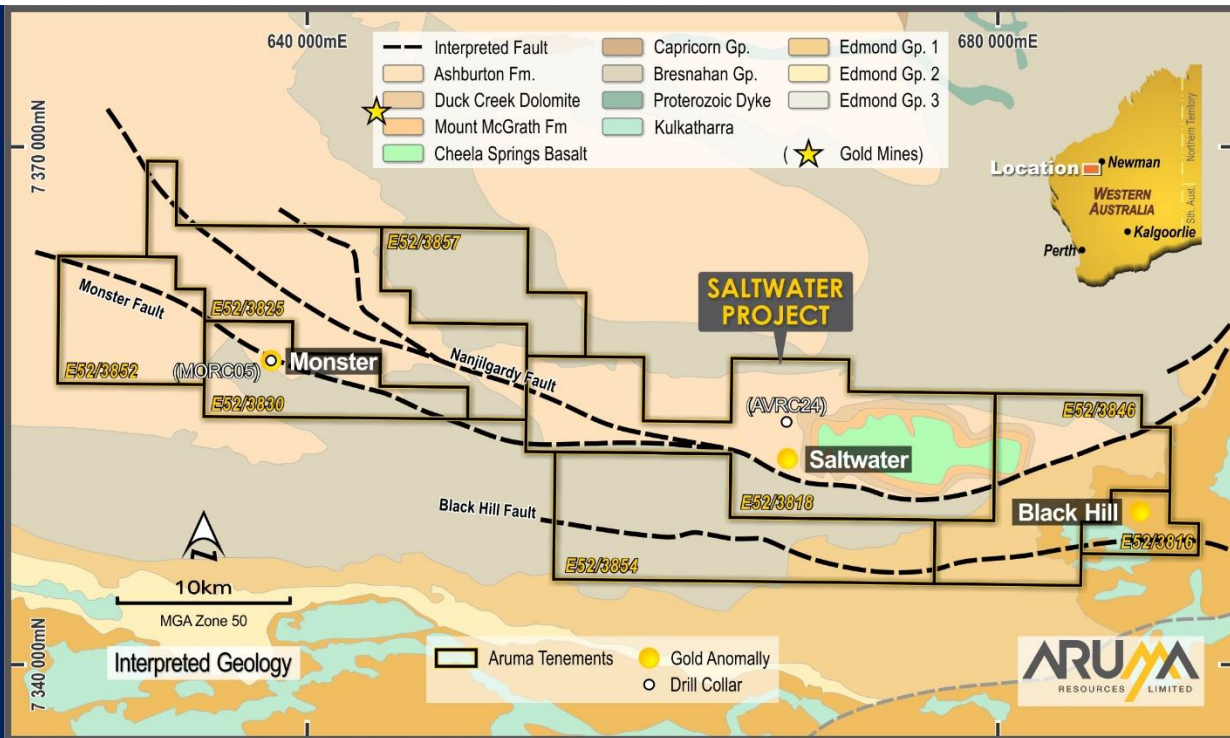 640 000mE
680 000mE
7 370 000mN
7 340 000mN
Interpreted Fault
Ashburton Fm.
Duck Creek Dolomite
Mount McGrath Fm
Cheela Springs Basalt
Capricorn Gp.
Bresnahan Gp.
Proterozoic Dyke
Kulkatharra
Edmond Gp. 1
Edmond Gp. 2
Edmond Gp. 3
( Gold Mines)
Location
Newman
WESTERN
AUSTRALIA
Kalgoorlie
Perth
Northern Territory
Sth. Aust.
E52/3857
Monster Fault
E52/3825
SALTWATER
PROJECT
(MORC05)
Monster
Nanjilgardy Fault
E52/3852
E52/3830
(AVRC24)
E52/3846
Saltwater
E52/3818
Black Hill Fault
Black Hill
E52/3816
E52/3854
N
10km
MGA Zone 50
Interpreted Geology
Aruma Tenements
Gold Anomally
Drill Collar
ARUMA
RESOURCES LIMITED